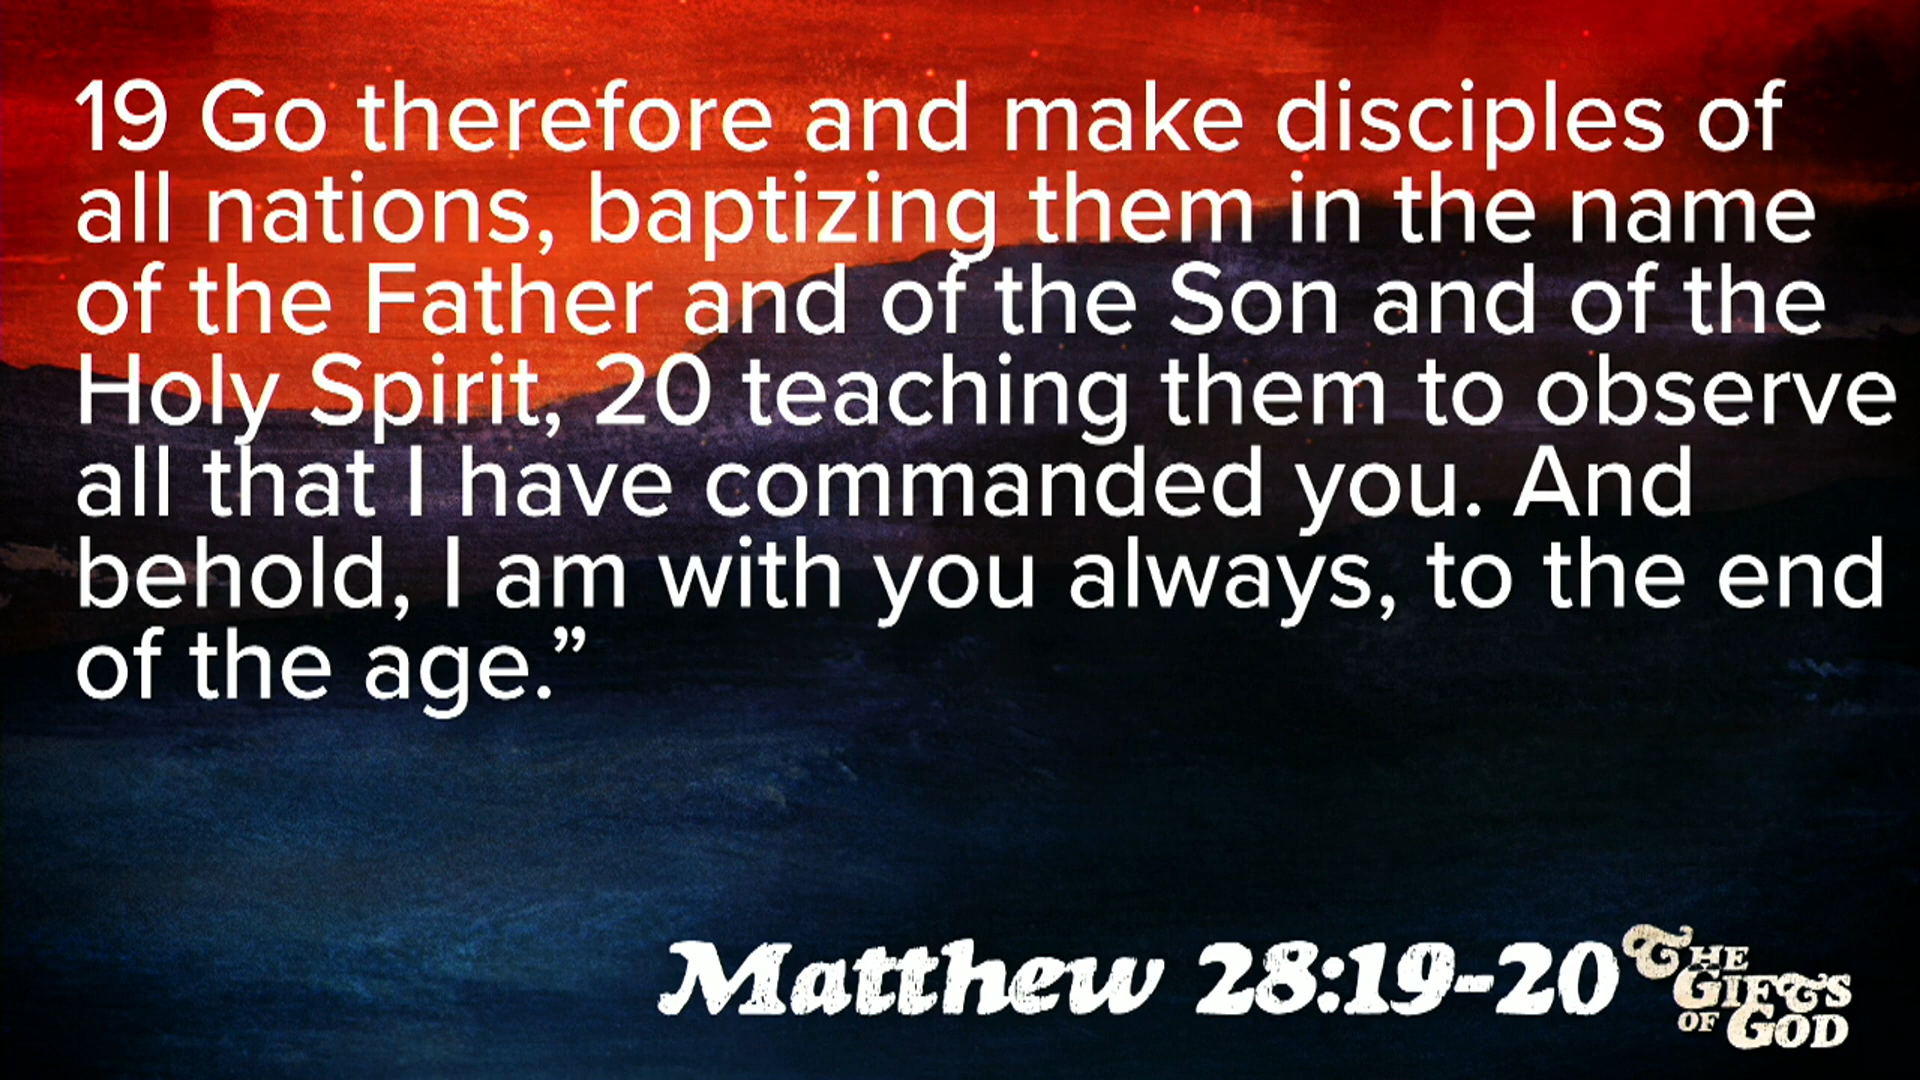 19 Go therefore and make disciples of
all nations, baptizing them in the name
of the Father and of the Son and of the
Holy Spirit, 20 teaching them to observe
all that I have commanded you. And
behold, I am with you always, to the end
of the age.”
Matthew 28:19-20
THE
GIFTS
OF GOD